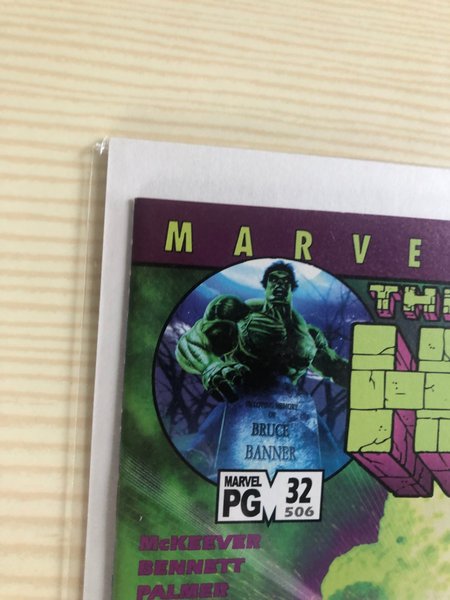 MARVE
THE
IN LOVING MEMORY
OF
BRUCE
BANNER
MARVEL
PG
32
506
McKEEVER
BENNETT
PALMER